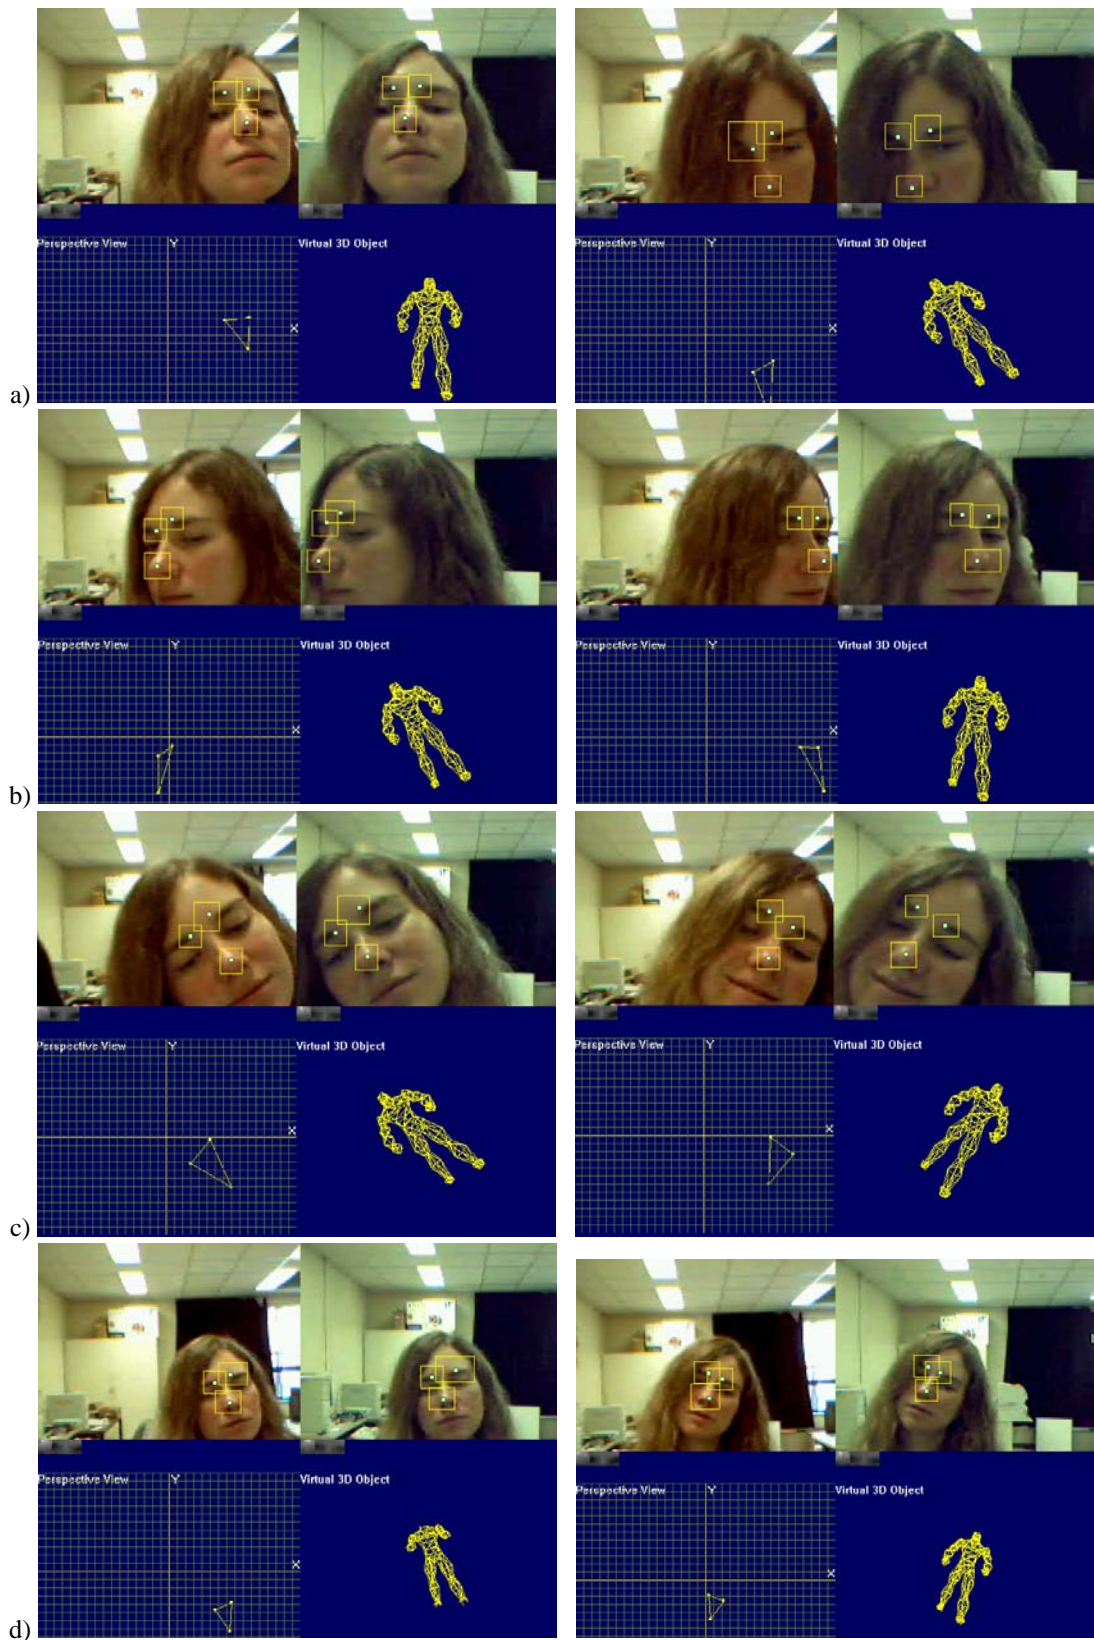 Perspective View Y Virtual 3D Object Perspective View Y Virtual 3D Object
X X
a)
Perspective View Y Virtual 3D Object Perspective View Y Virtual 3D Object
X X
b)
Perspective View Y Virtual 3D Object Perspective View Y Virtual 3D Object
X X
c)
Perspective View Y Virtual 3D Object Perspective View Y Virtual 3D Object
X X
d)